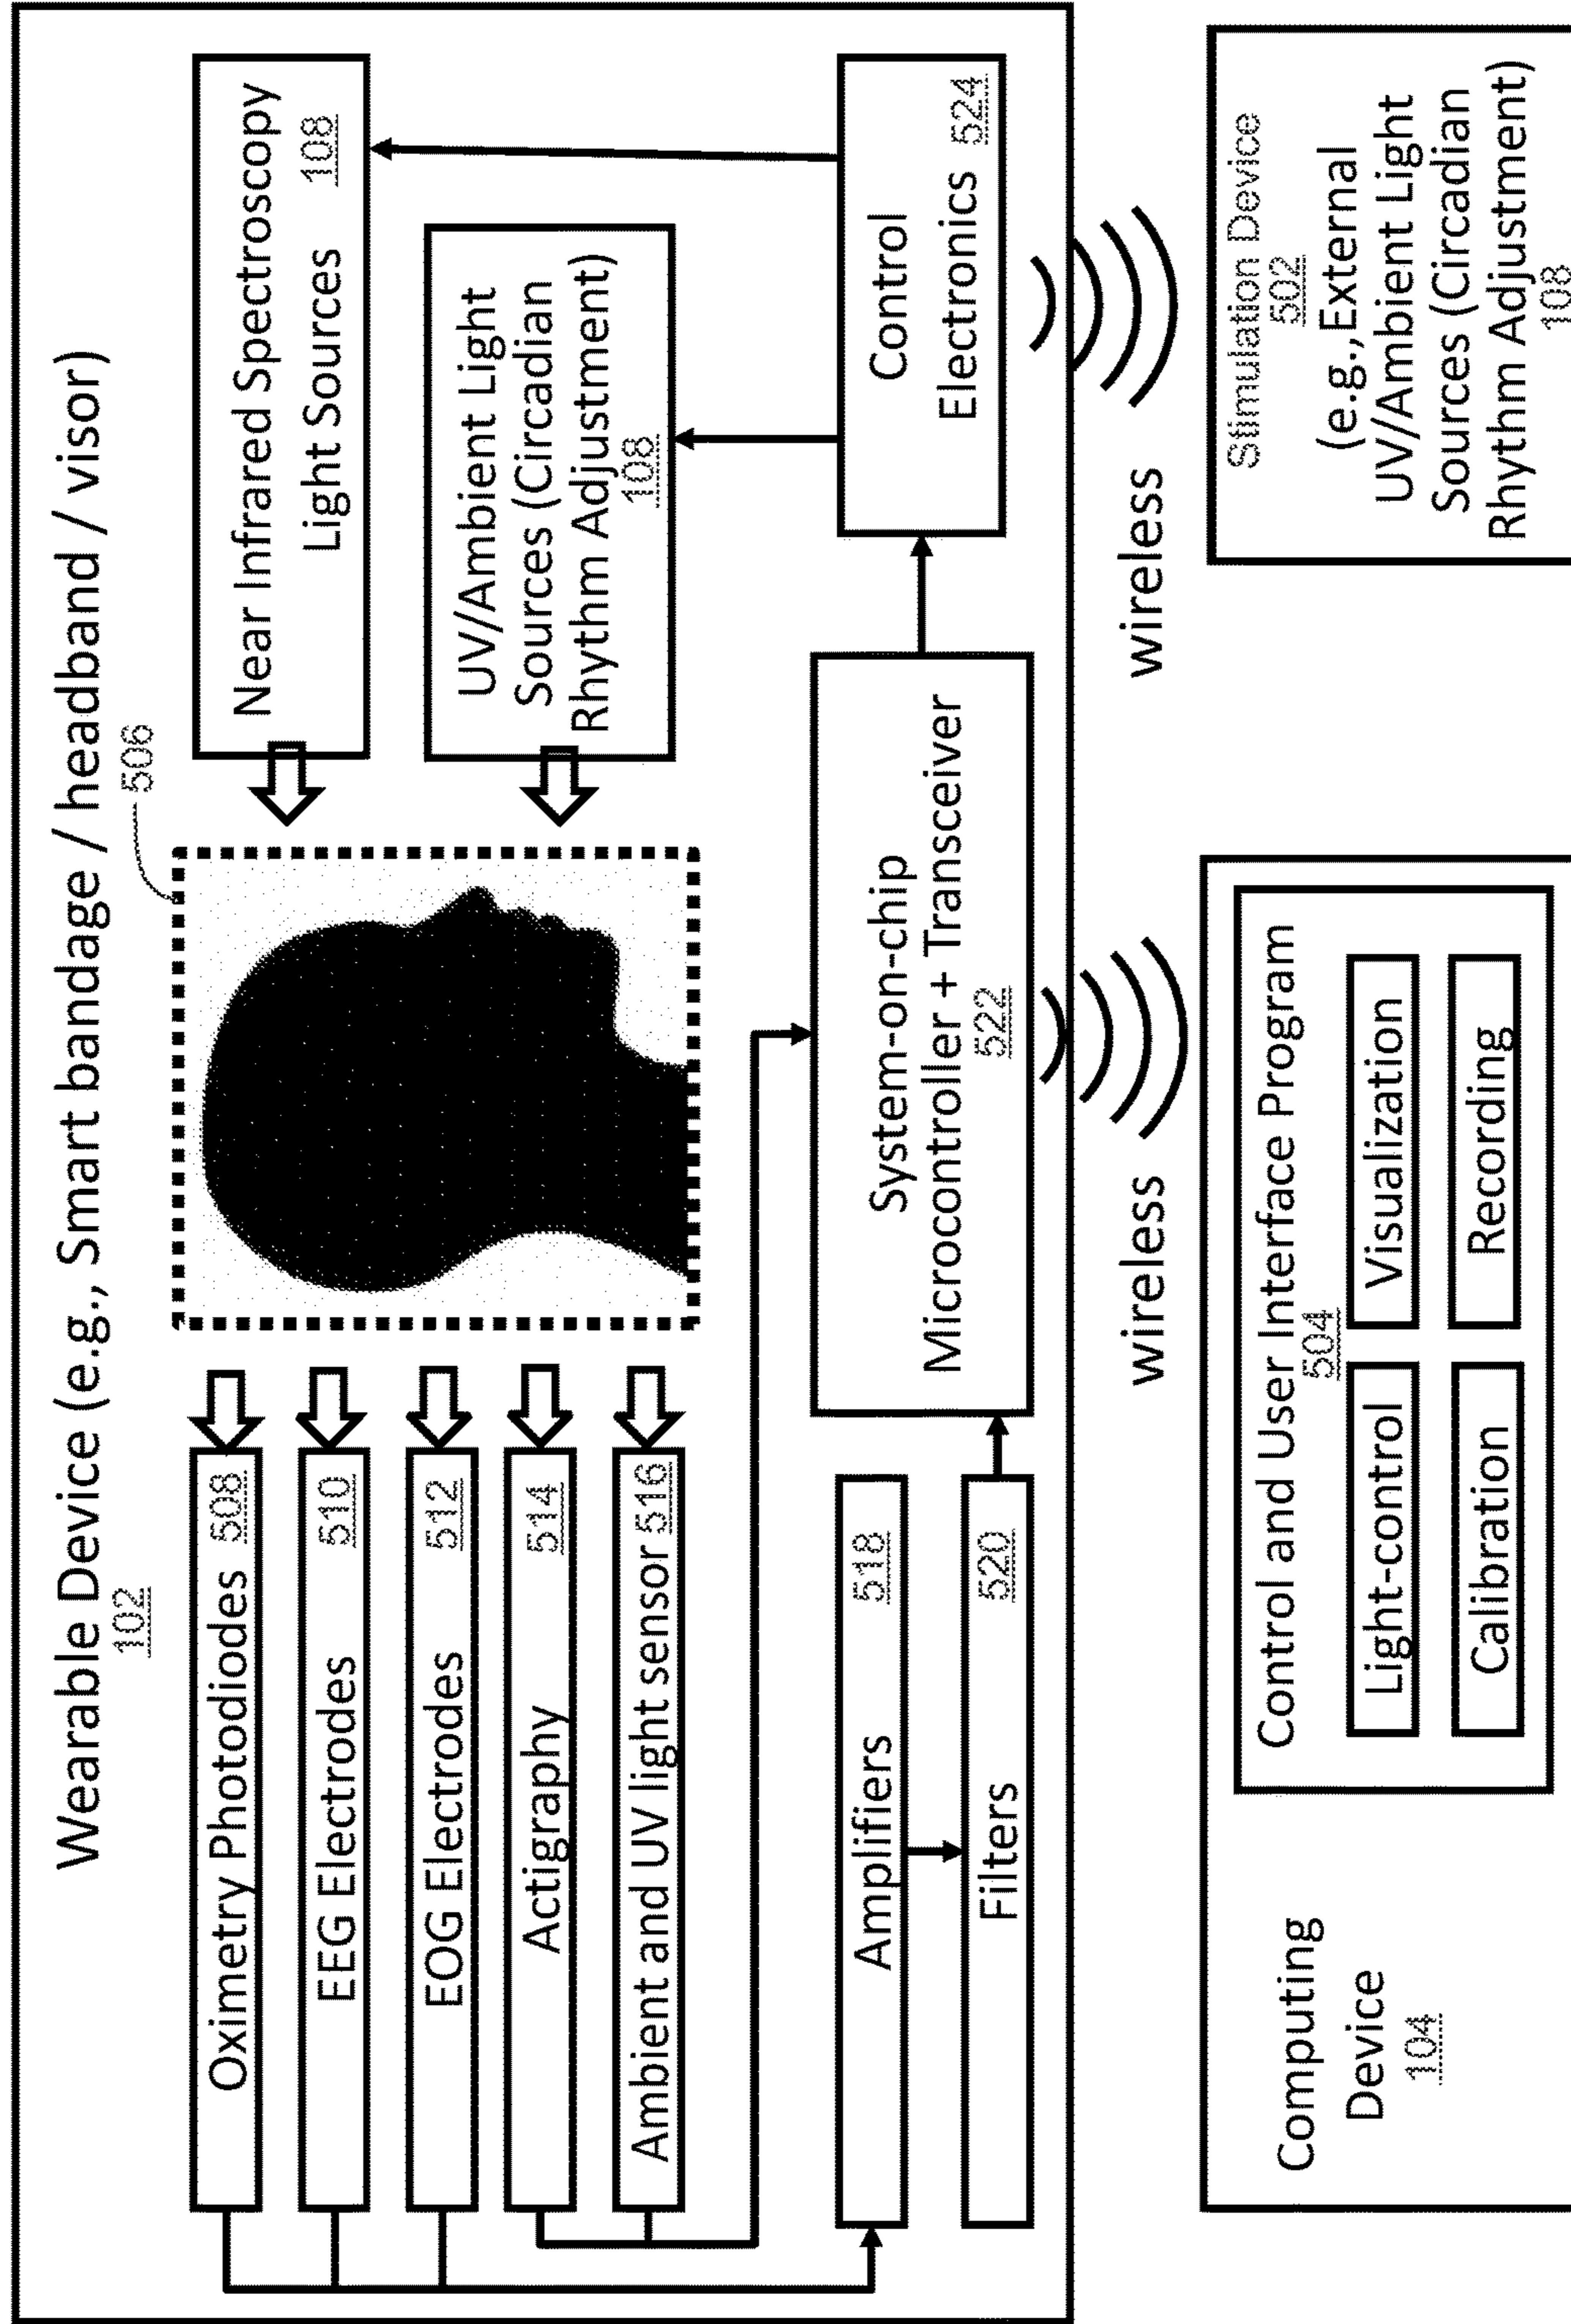 Wearable Device (e.g., Smart bandage / headband / visor)
102
506
Oximetry Photodiodes 508
EEG Electrodes 510
EOG Electrodes 512
Actigraphy 514
Ambient and UV light sensor 516
Near Infrared Spectroscopy
Light Sources 108
UV/Ambient Light
Sources (Circadian
Rhythm Adjustment)
108
Amplifiers 518
Filters 520
System-on-chip
Microcontroller + Transceiver
522
Control
Electronics 524
wireless
wireless
Computing
Device
104
Control and User Interface Program
504
Light-control
Visualization
Calibration
Recording
Stimulation Device
502
(e.g.,External
UV/Ambient Light
Sources (Circadian
Rhythm Adjustment)
108